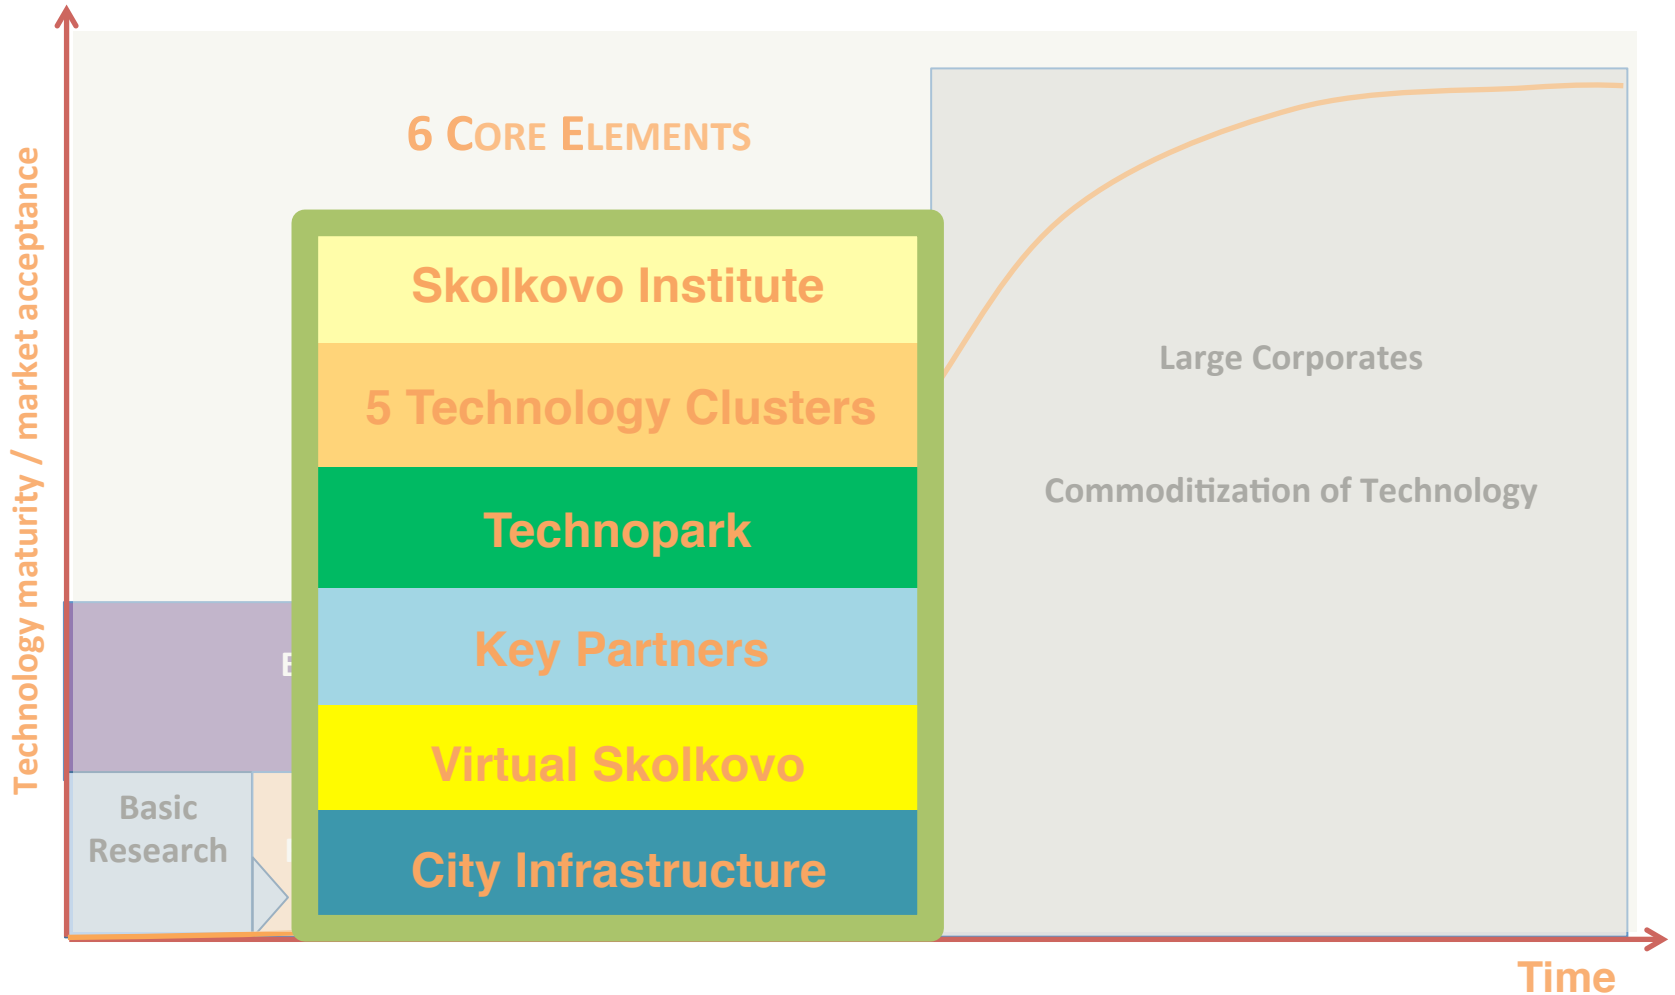 6 CORE ELEMENTS
Technology maturity / market acceptance
Skolkovo Institute
5 Technology Clusters
Technopark
Key Partners
Virtual Skolkovo
City Infrastructure
Large Corporates
Commoditization of Technology
Basic
Research
Time